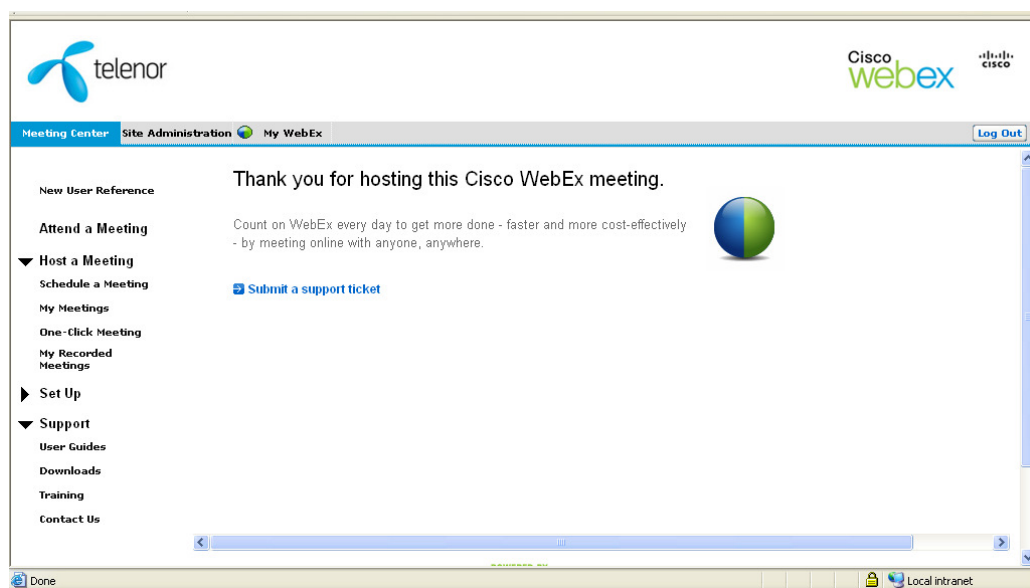 telenor
Cisco
webex
cisco
Meeting Center Site Administration My WebEx Log Out
New User Reference
Attend a Meeting
Host a Meeting
Schedule a Meeting
My Meetings
One-Click Meeting
My Recorded
Meetings
Set Up
Support
User Guides
Downloads
Training
Contact Us
Thank you for hosting this Cisco WebEx meeting.
Count on WebEx every day to get more done - faster and more cost-effectively
- by meeting online with anyone, anywhere.
Submit a support ticket
Done
Local intranet